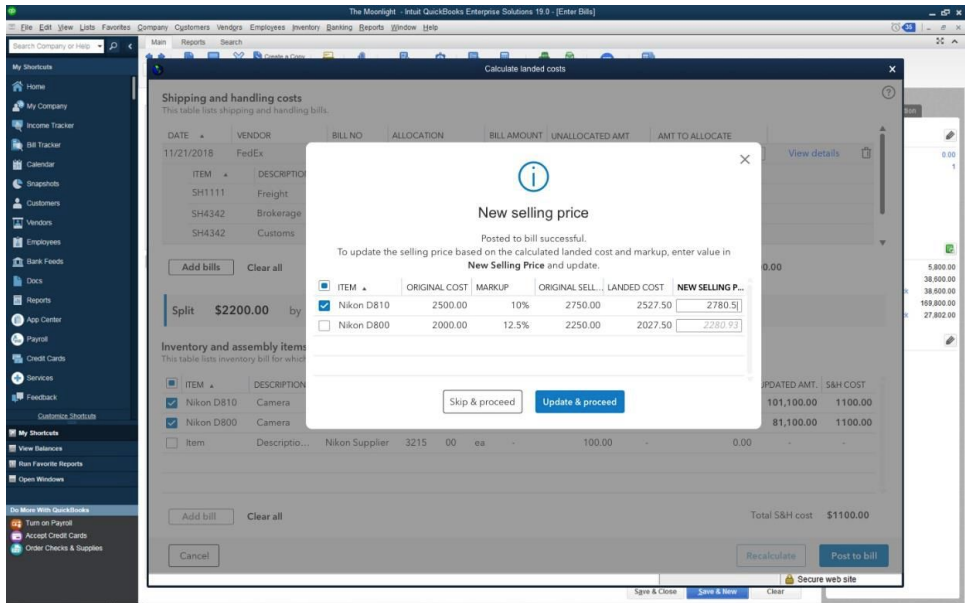 The Moonlight - Intuit QuickBooks Enterprise Solutions 19.0 - [Enter Bills]
File Edit View Lists Favorites Company Customers Vendors Employees Inventory Banking Reports Window Help
Search Company or Help
Main Reports Search
Create a Copy
My Shortcuts
Home
My Company
Income Tracker
Bill Tracker
Calendar
Snapshots
Customers
Vendors
Employees
Bank Feeds
Docs
Reports
App Center
Payroll
Credit Cards
Services
Feedback
Customize Shortcuts
My Shortcuts
View Balances
Run Favorite Reports
Open Windows
Do More With QuickBooks
Turn on Payroll
Accept Credit Cards
Order Checks & Supplies
Calculate landed costs
Shipping and handling costs
This table lists shipping and handling bills.
DATE VENDOR BILL NO ALLOCATION BILL AMOUNT UNALLOCATED AMT AMT TO ALLOCATE
11/21/2018 FedEx View details
ITEM DESCRIPTIO
SH1111 Freight
SH4342 Brokerage
SH4342 Customs
Add bills Clear all 0.00
Split $2200.00 by
Inventory and assembly items
This table lists inventory bill for which
ITEM DESCRIPTION UPDATED AMT. S&H COST
Nikon D810 Camera 101,100.00 1100.00
Nikon D800 Camera 81,100.00 1100.00
Item Descriptio... Nikon Supplier 3215 00 ea - 100.00 - 0.00 - -
Add bill Clear all Total S&H cost $1100.00
Cancel Recalculate Post to bill
Secure web site
Save & Close Save & New Clear
New selling price
Posted to bill successful.
To update the selling price based on the calculated landed cost and markup, enter value in
New Selling Price and update.
ITEM ORIGINAL COST MARKUP ORIGINAL SELL... LANDED COST NEW SELLING P...
Nikon D810 2500.00 10% 2750.00 2527.50 2780.5
Nikon D800 2000.00 12.5% 2250.00 2027.50 2280.93
Skip & proceed Update & proceed
0.00
1
5,800.00
38,600.00
38,600.00
169,800.00
27,802.00